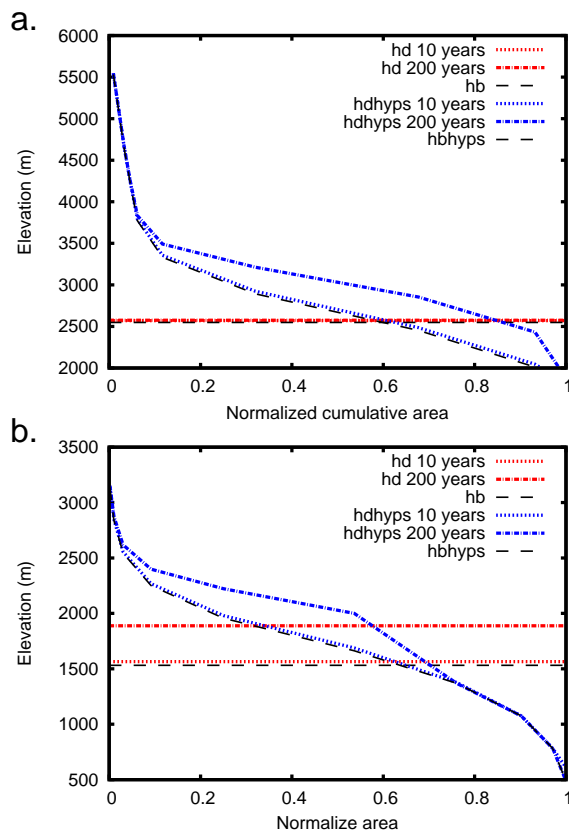 a.
6000
5500
5000
4500
4000
3500
3000
2500
2000
Elevation (m)
hd 10 years
hd 200 years
hb
hdhyps 10 years
hdhyps 200 years
hbhyps
0 0.2 0.4 0.6 0.8 1
Normalized cumulative area
b.
3500
3000
2500
2000
1500
1000
500
Elevation (m)
hd 10 years
hd 200 years
hb
hdhyps 10 years
hdhyps 200 years
hbhyps
0 0.2 0.4 0.6 0.8 1
Normalize area